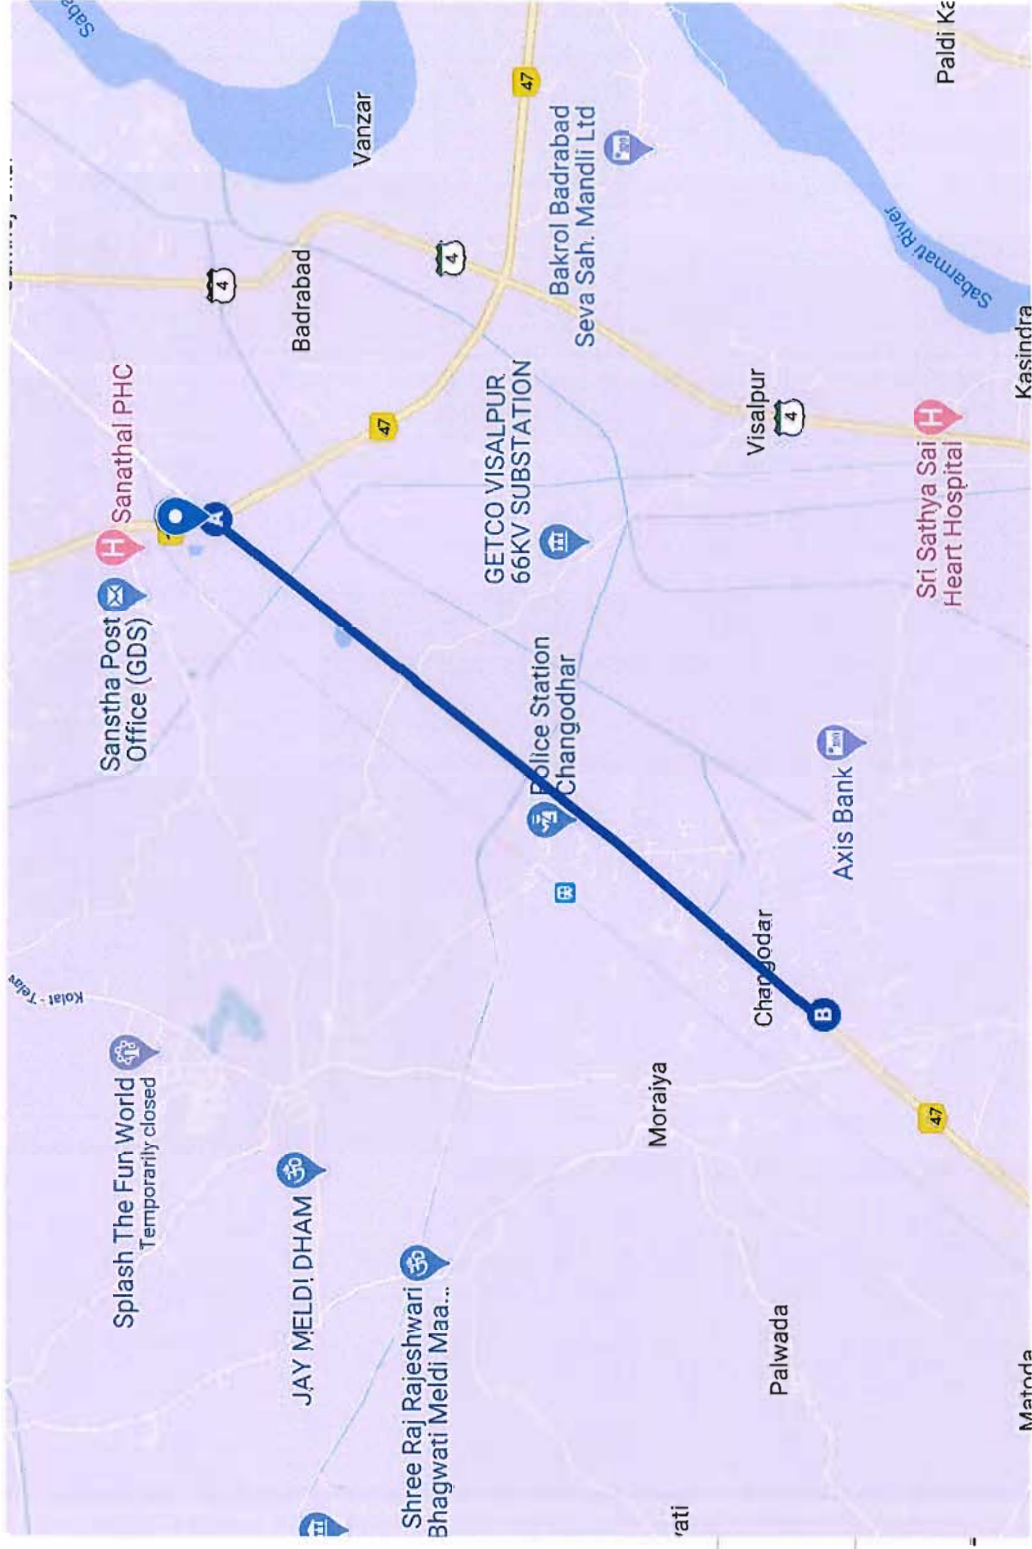 Sanathal PHC
Sanstha Post
Office (GDS)
Kolat - Telav
Splash The Fun World
Temporarily closed
JAY MELDI DHAM
Shree Raj Rajeshwari
Bhagwati Meldi Maa...
A
47
4
Badrabad
Vanzar
4
47
47
Bakrol Badrabad
Seva Sah. Mandli Ltd
GETCO VISALPUR
66KV SUBSTATION
Police Station
Changodhar
Visalpur
4
Sabarmati River
Paldi Ka
Kasindra
Sri Sathya Sai
Heart Hospital
Axis Bank
Changodar
B
Moraiya
47
Palwada
Matoda